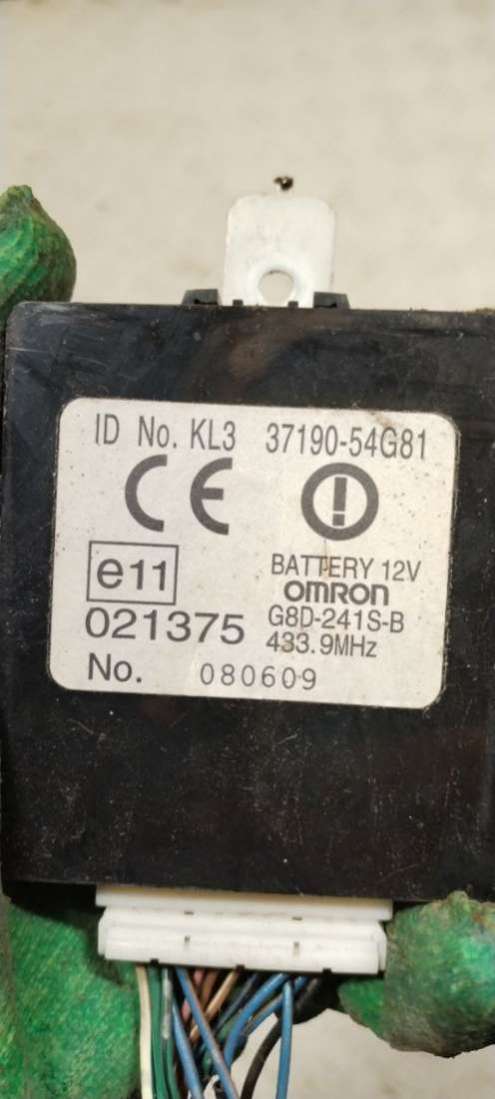 ID No. KL3 37190-54G81
CE
e11
BATTERY 12V
OMRON
021375
G8D-241S-B
433.9MHz
No. 080609